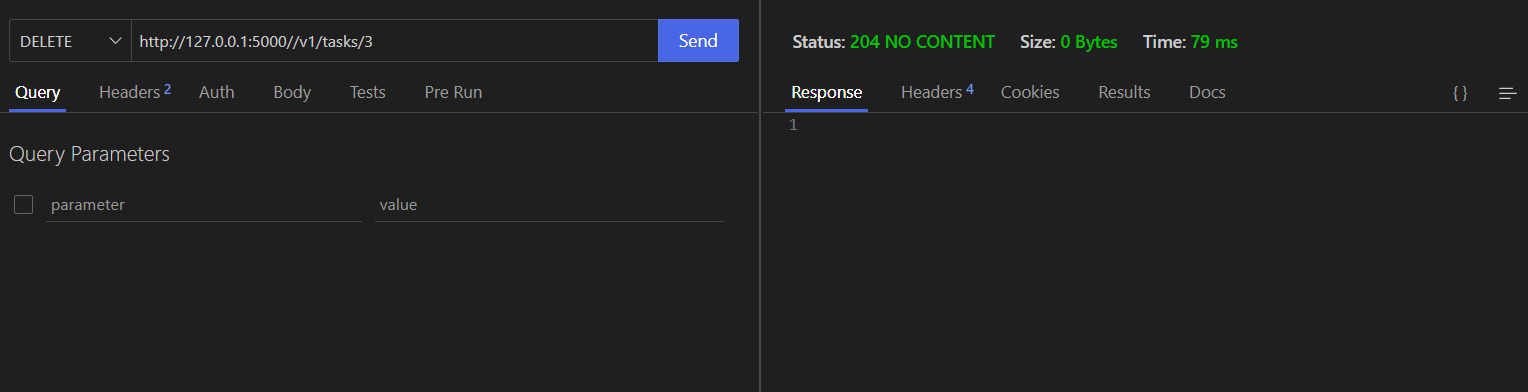 DELETE http://127.0.0.1:5000//v1/tasks/3 Send
Query Headers 2 Auth Body Tests Pre Run
Query Parameters
parameter value
Status: 204 NO CONTENT Size: 0 Bytes Time: 79 ms
Response Headers 4 Cookies Results Docs { }
1